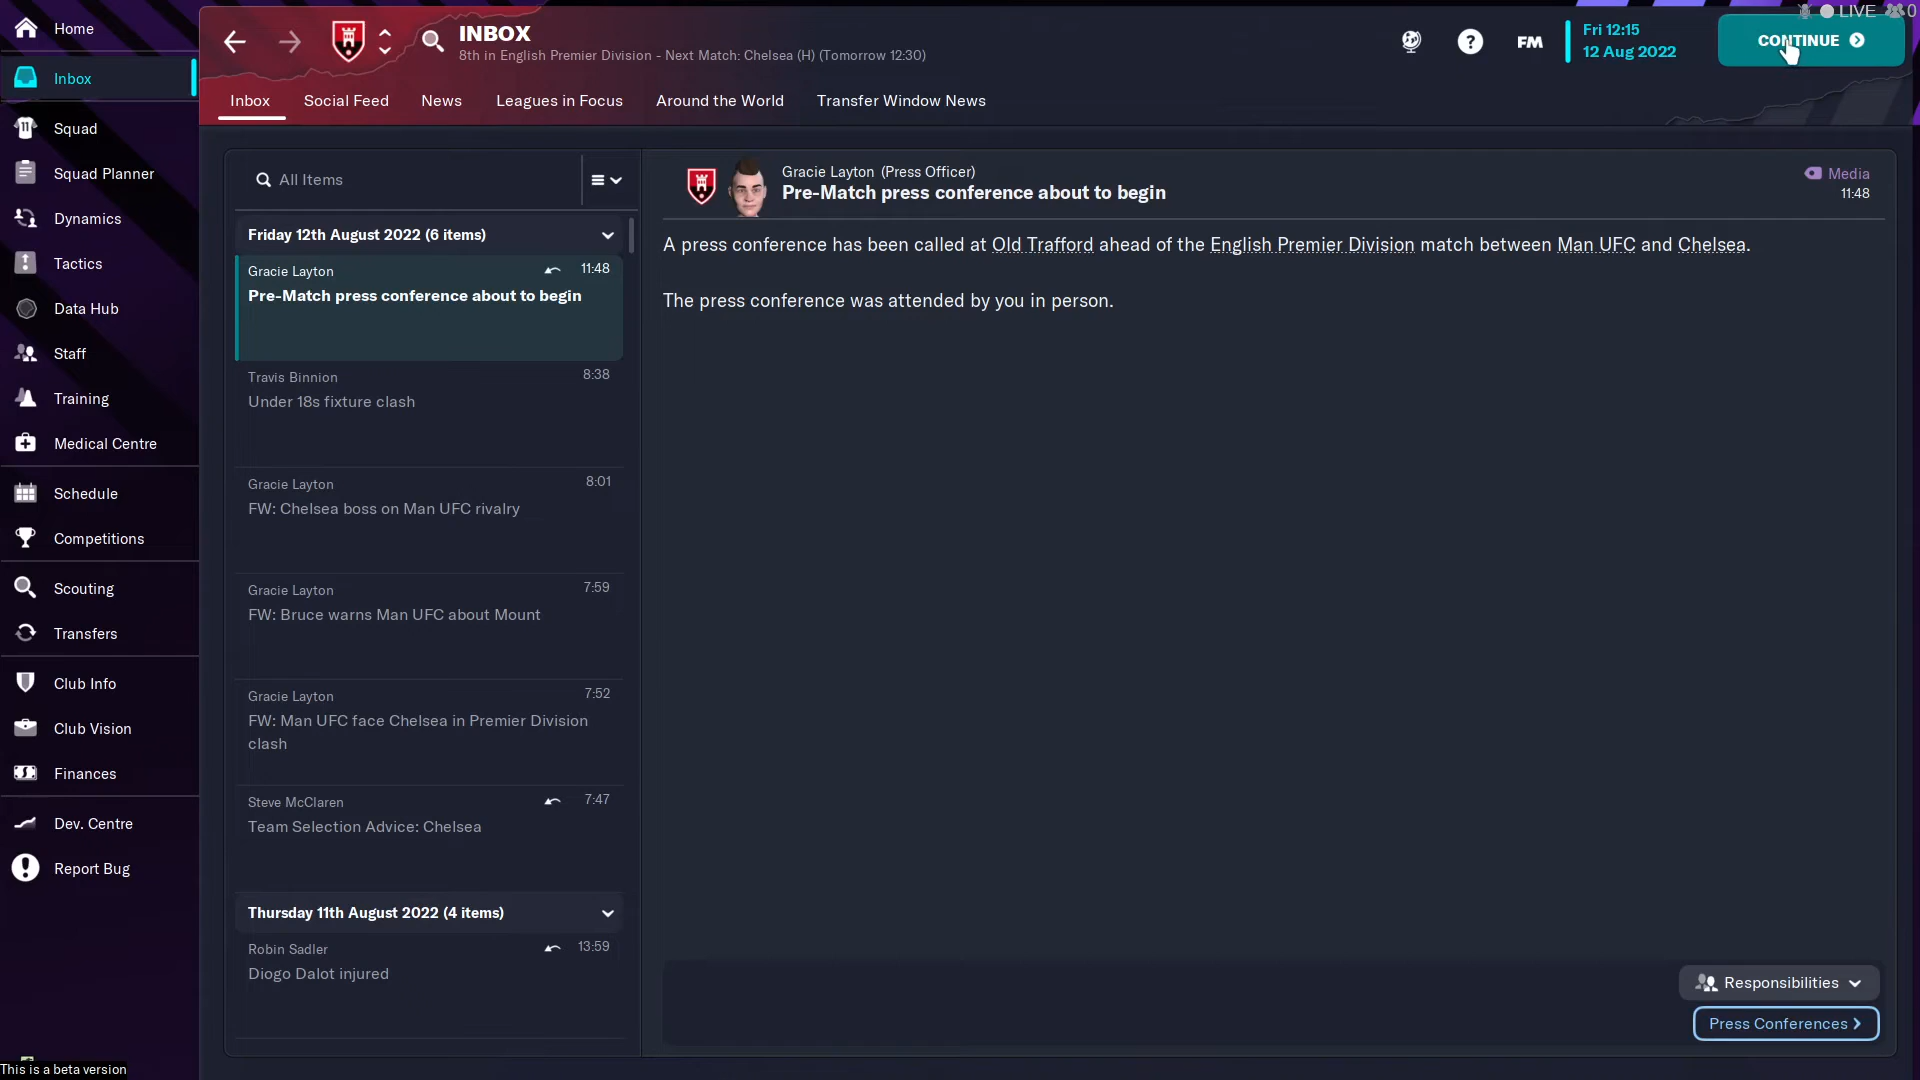 Home
Inbox
Squad
Squad Planner
Dynamics
Tactics
Data Hub
Staff
Training
Medical Centre
Schedule
Competitions
Scouting
Transfers
Club Info
Club Vision
Finances
Dev. Centre
Report Bug
This is a beta version
INBOX
8th in English Premier Division - Next Match: Chelsea (H) (Tomorrow 12:30)
FM
Fri 12:15
12 Aug 2022
LIVE 0
CONTINUE
Inbox Social Feed News Leagues in Focus Around the World Transfer Window News
All Items
Friday 12th August 2022 (6 items)
Gracie Layton 11:48
Pre-Match press conference about to begin
Travis Binnion 8:38
Under 18s fixture clash
Gracie Layton 8:01
FW: Chelsea boss on Man UFC rivalry
Gracie Layton 7:59
FW: Bruce warns Man UFC about Mount
Gracie Layton 7:52
FW: Man UFC face Chelsea in Premier Division
clash
Steve McClaren 7:47
Team Selection Advice: Chelsea
Thursday 11th August 2022 (4 items)
Robin Sadler 13:59
Diogo Dalot injured
Gracie Layton (Press Officer)
Pre-Match press conference about to begin
Media
11:48
A press conference has been called at Old Trafford ahead of the English Premier Division match between Man UFC and Chelsea.
The press conference was attended by you in person.
Responsibilities
Press Conferences